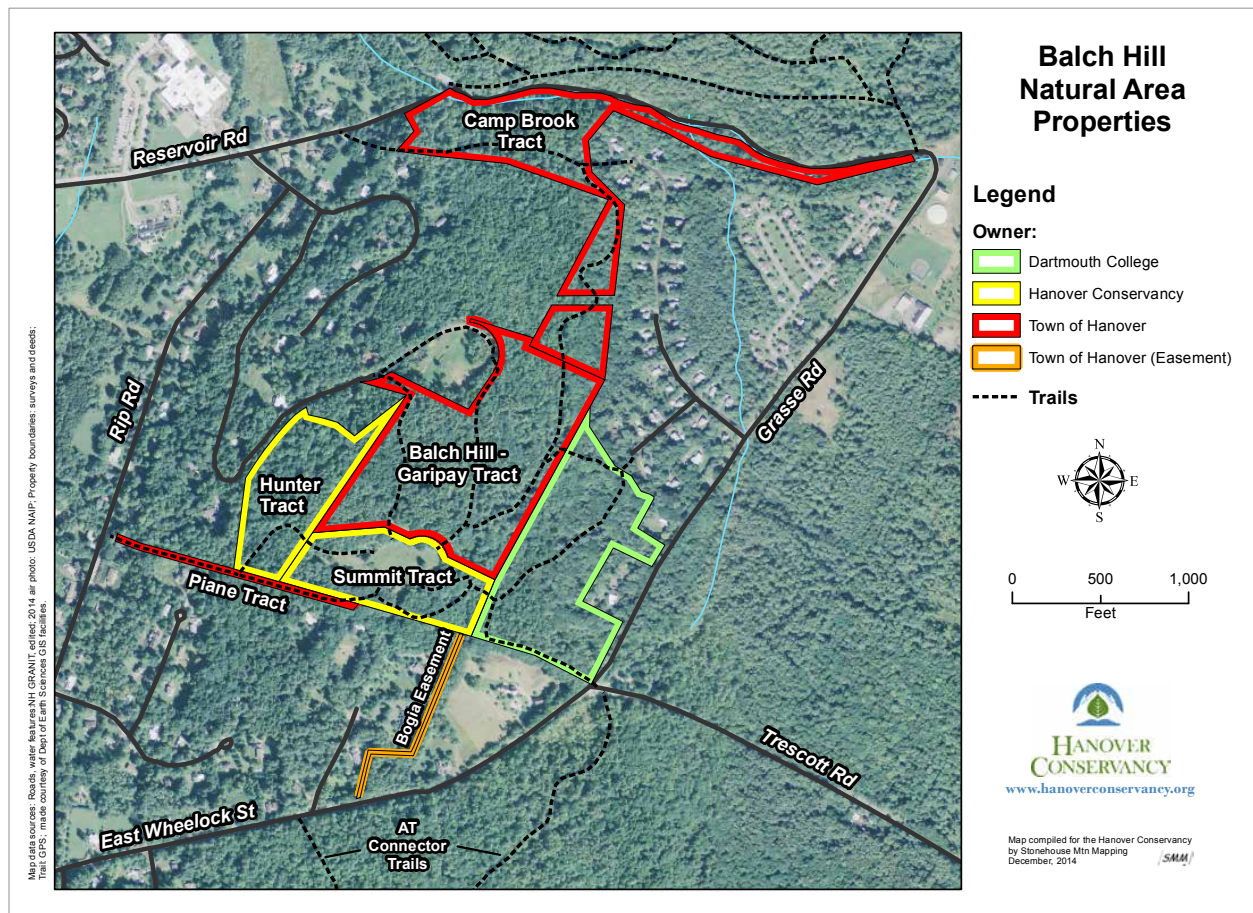 Balch Hill
Natural Area
Properties
Legend
Owner:
Dartmouth College
Hanover Conservancy
Town of Hanover
Town of Hanover (Easement)
Trails
N
W E
S
0 500 1,000
Feet
HANOVER
CONSERVANCY
www.hanoverconservancy.org
Map compiled for the Hanover Conservancy
by Stonehouse Mtn Mapping
December, 2014
SMM
Reservoir Rd
Camp Brook
Tract
Rip Rd
Grasse Rd
Balch Hill -
Garipay Tract
Hunter
Tract
Summit Tract
Piane Tract
Bogia Easement
Trescott Rd
East Wheelock St
AT
Connector
Trails
Map data sources: Roads, water features:NH GRANIT, edited; 2014 air photo: USDA NAIP; Property boundaries: surveys and deeds;
Trail: GPS; made courtesy of Dept of Earth Sciences GIS facilities.